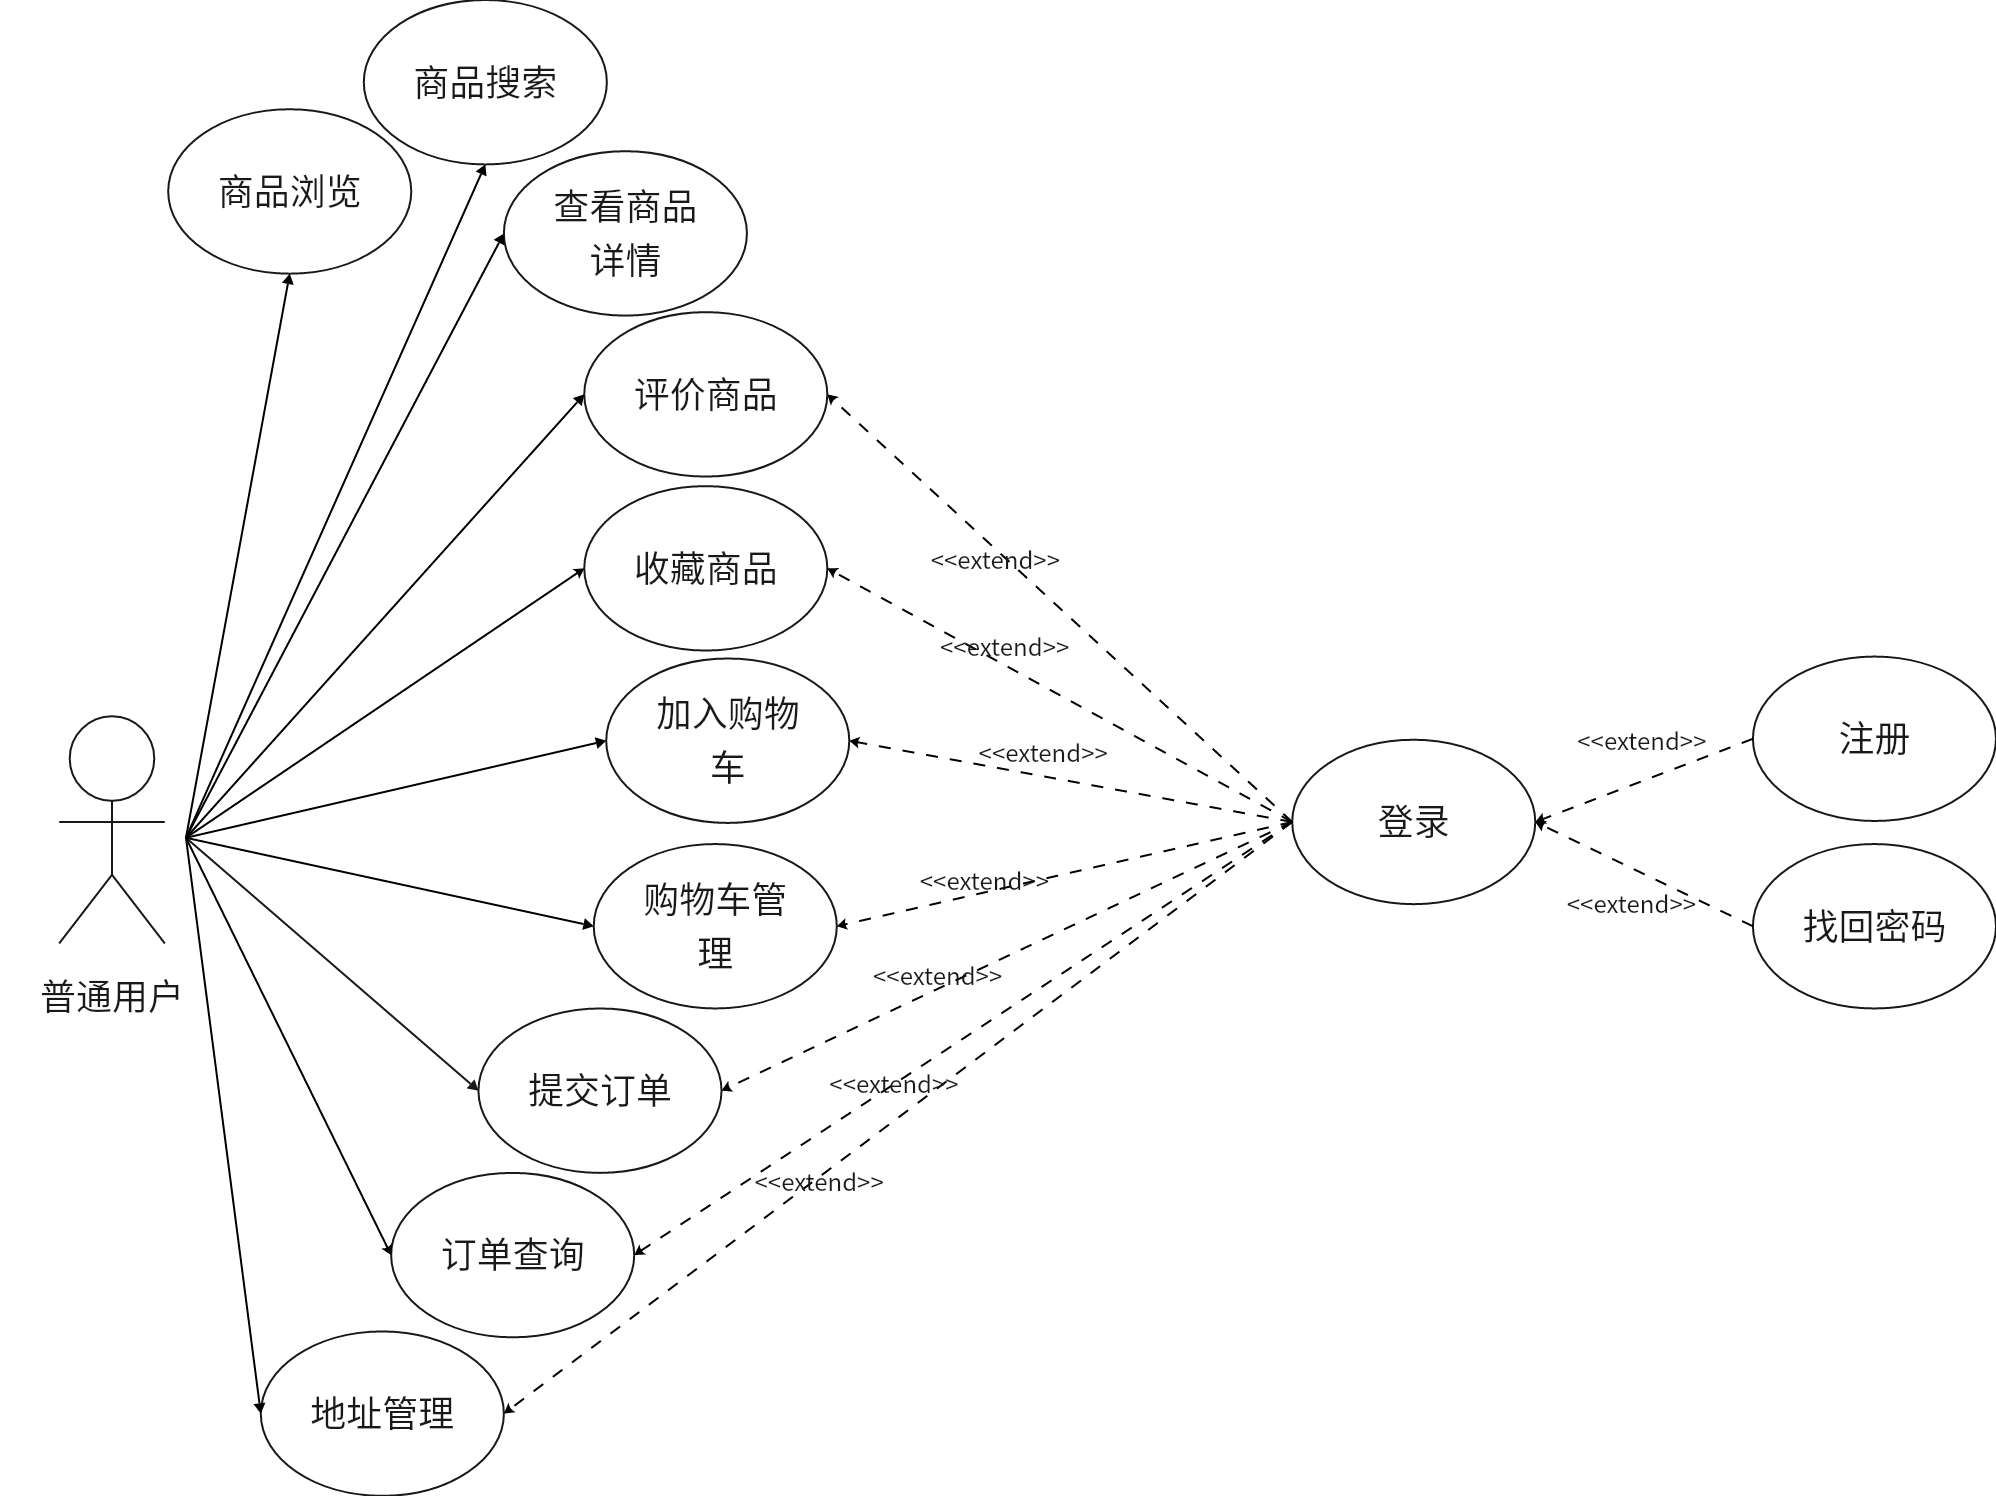 商品搜索
商品浏览
查看商品
详情
评价商品
<<extend>>
收藏商品
<<extend>>
加入购物
车
<<extend>>
注册
<<extend>>
登录
购物车管
理
<<extend>>
找回密码
<<extend>>
普通用户
<<extend>>
提交订单
<<extend>>
<<extend>>
订单查询
地址管理